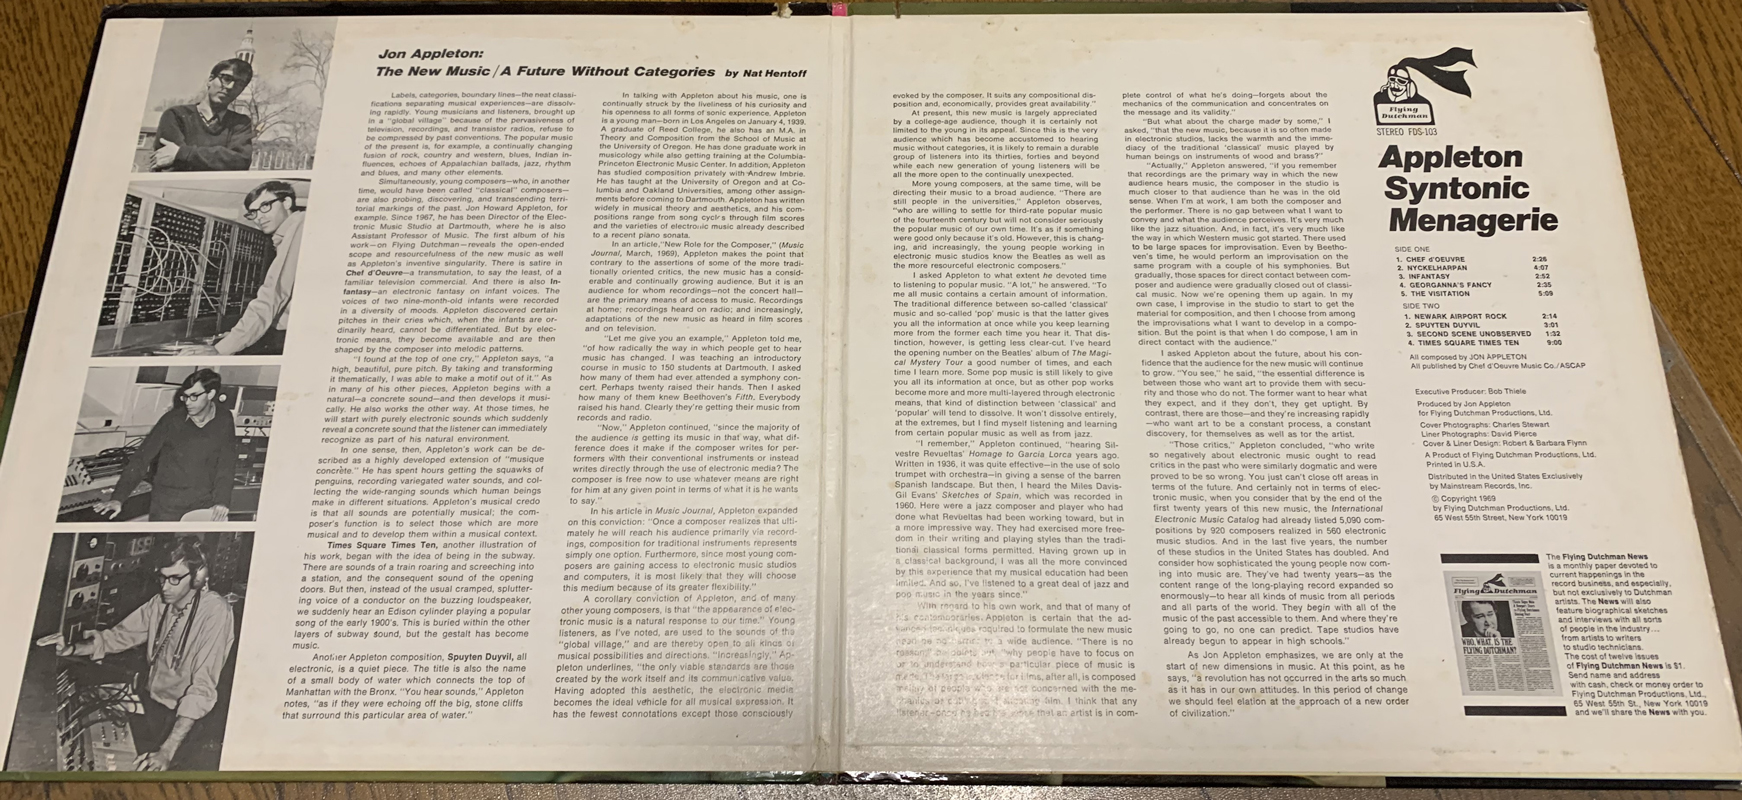 Jon Appleton:
The New Music/A Future Without Categories by Nat Hentoff
Labels, categories, boundary lines—the neat classi-
fications separating musical experiences—are dissolv-
ing rapidly. Young musicians and listeners, brought up
in a "global village" because of the pervasiveness of
television, recordings, and transistor radios, refuse to
be compressed by past conventions. The popular music
of the present is, for example, a continually changing
fusion of rock, country and western, blues, Indian in-
fluences, echoes of Appalachian ballads, jazz, rhythm
and blues, and many other elements.
Simultaneously, young composers—who, in another
time, would have been called "classical" composers—
are also probing, discovering, and transcending terri-
torial markings of the past. Jon Howard Appleton, for
example. Since 1967, he has been Director of the Elec-
tronic Music Studio at Dartmouth, where he is also
Assistant Professor of Music. The first album of his
work—on Flying Dutchman—reveals the open-ended
scope and resourcefulness of the new music as well
as Appleton's inventive singularity. There is satire in
Chef d'Oeuvre—a transmutation, to say the least, of a
familiar television commercial. And there is also In-
fantasy—an electronic fantasy on infant voices. The
voices of two nine-month-old infants were recorded
in a diversity of moods. Appleton discovered certain
pitches in their cries which, when the infants are or-
dinarily heard, cannot be differentiated. But by elec-
tronic means, they become available and are then
shaped by the composer into melodic patterns.
"I found at the top of one cry," Appleton says, "a
high, beautiful, pure pitch. By taking and transforming
it thematically, I was able to make a motif out of it." As
in many of his other pieces, Appleton begins with a
natural—a concrete sound—and then develops it musi-
cally. He also works the other way. At those times, he
will start with purely electronic sounds which suddenly
reveal a concrete sound that the listener can immediately
recognize as part of his natural environment.
In one sense, then, Appleton's work can be de-
scribed as a highly developed extension of "musique
concrète." He has spent hours getting the squawks of
penguins, recording variegated water sounds, and col-
lecting the wide-ranging sounds which human beings
make in different situations. Appleton's musical credo
is that all sounds are potentially musical; the com-
poser's function is to select those which are more
musical and to develop them within a musical context.
Times Square Times Ten, another illustration of
his work, began with the idea of being in the subway.
There are sounds of a train roaring and screeching into
a station, and the consequent sound of the opening
doors. But then, instead of the usual cramped, splutter-
ing voice of a conductor on the buzzing loudspeaker,
we suddenly hear an Edison cylinder playing a popular
song of the early 1900's. This is buried within the other
layers of subway sound, but the gestalt has become
music.
Another Appleton composition, Spuyten Duyvil, all
electronic, is a quiet piece. The title is also the name
of a small body of water which connects the top of
Manhattan with the Bronx. "You hear sounds," Appleton
notes, "as if they were echoing off the big, stone cliffs
that surround this particular area of water."
In talking with Appleton about his music, one is
continually struck by the liveliness of his curiosity and
his openness to all forms of sonic experience. Appleton
is a young man—born in Los Angeles on January 4, 1939.
A graduate of Reed College, he also has an M.A. in
Theory and Composition from the School of Music at
the University of Oregon. He has done graduate work in
musicology while also getting training at the Columbia-
Princeton Electronic Music Center. In addition, Appleton
has studied composition privately with Andrew Imbrie.
He has taught at the University of Oregon and at Co-
lumbia and Oakland Universities, among other assign-
ments before coming to Dartmouth. Appleton has written
widely in musical theory and aesthetics, and his com-
positions range from song cycles through film scores
and the varieties of electronic music already described
to a recent piano sonata.
In an article, "New Role for the Composer," (Music
Journal, March, 1969), Appleton makes the point that
contrary to the assertions of some of the more tradi-
tionally oriented critics, the new music has a consid-
erable and continually growing audience. But it is an
audience for whom recordings—not the concert hall—
are the primary means of access to music. Recordings
at home; recordings heard on radio; and increasingly,
adaptations of the new music as heard in film scores
and on television.
"Let me give you an example," Appleton told me,
"of how radically the way in which people get to hear
music has changed. I was teaching an introductory
course in music to 150 students at Dartmouth. I asked
how many of them had ever attended a symphony con-
cert. Perhaps twenty raised their hands. Then I asked
how many of them knew Beethoven's Fifth. Everybody
raised his hand. Clearly they're getting their music from
records and radio.
"Now," Appleton continued, "since the majority of
the audience is getting its music in that way, what dif-
ference does it make if the composer writes for per-
formers with their conventional instruments or instead
writes directly through the use of electronic media? The
composer is free now to use whatever means are right
for him at any given point in terms of what it is he wants
to say."
In his article in Music Journal, Appleton expanded
on this conviction: "Once a composer realizes that ulti-
mately he will reach his audience primarily via record-
ings, composition for traditional instruments represents
simply one option. Furthermore, since most young com-
posers are gaining access to electronic music studios
and computers, it is most likely that they will choose
this medium because of its greater flexibility."
A corollary conviction of Appleton, and of many
other young composers, is that "the appearance of elec-
tronic music is a natural response to our time." Young
listeners, as I've noted, are used to the sounds of the
"global village," and are thereby open to all kinds of
musical possibilities and directions. "Increasingly," Ap-
pleton underlines, "the only viable standards are those
created by the work itself and its communicative value.
Having adopted this aesthetic, the electronic media
becomes the ideal vehicle for all musical expression. It
has the fewest connotations except those consciously
evoked by the composer. It suits any compositional dis-
position and, economically, provides great availability."
At present, this new music is largely appreciated
by a college-age audience, though it is certainly not
limited to the young in its appeal. Since this is the very
audience which has become accustomed to hearing
music without categories, it is likely to remain a durable
group of listeners into its thirties, forties and beyond
while each new generation of young listeners will be
all the more open to the continually unexpected.
More young composers, at the same time, will be
directing their music to a broad audience. "There are
still people in the universities," Appleton observes,
"who are willing to settle for third-rate popular music
of the fourteenth century but will not consider seriously
the popular music of our own time. It's as if something
were good only because it's old. However, this is chang-
ing, and increasingly, the young people working in
electronic music studios know the Beatles as well as
the more resourceful electronic composers."
I asked Appleton to what extent he devoted time
to listening to popular music. "A lot," he answered. "To
me all music contains a certain amount of information.
The traditional difference between so-called 'classical'
music and so-called 'pop' music is that the latter gives
you all the information at once while you keep learning
more from the former each time you hear it. That dis-
tinction, however, is getting less clear-cut. I've heard
the opening number on the Beatles' album of The Magi-
cal Mystery Tour a good number of times, and each
time I learn more. Some pop music is still likely to give
you all its information at once, but as other pop works
become more and more multi-layered through electronic
means, that kind of distinction between 'classical' and
'popular' will tend to dissolve. It won't dissolve entirely,
at the extremes, but I find myself listening and learning
from certain popular music as well as from jazz.
"I remember," Appleton continued, "hearing Sil-
vestre Revueltas' Homage to Garcia Lorca years ago.
Written in 1936, it was quite effective—in the use of solo
trumpet with orchestra—in giving a sense of the barren
Spanish landscape. But then, I heard the Miles Davis-
Gil Evans' Sketches of Spain, which was recorded in
1960. Here were a jazz composer and player who had
done what Revueltas had been working toward, but in
a more impressive way. They had exercised more free-
dom in their writing and playing styles than the tradi-
tional classical forms permitted. Having grown up in
a classical background, I was all the more convinced
by this experience that my musical education had been
limited. And so, I've listened to a great deal of jazz and
pop music in the years since."
With regard to his own work, and that of many of
his contemporaries, Appleton is certain that the ad-
required to formulate the new music
a wide audience. "There is no
"why people have to focus on
or to understand how a particular piece of music is
made. for films, after all, is composed
of people who are not concerned with the me-
film. I think that any
that an artist is in com-
plete control of what he's doing—forgets about the
mechanics of the communication and concentrates on
the message and its validity."
"But what about the charge made by some," I
asked, "that the new music, because it is so often made
in electronic studios, lacks the warmth and the imme-
diacy of the traditional 'classical' music played by
human beings on instruments of wood and brass?"
"Actually," Appleton answered, "if you remember
that recordings are the primary way in which the new
audience hears music, the composer in the studio is
much closer to that audience than he was in the old
sense. When I'm at work, I am both the composer and
the performer. There is no gap between what I want to
convey and what the audience perceives. It's very much
like the jazz situation. And, in fact, it's very much like
the way in which Western music got started. There used
to be large spaces for improvisation. Even by Beetho-
ven's time, he would perform an improvisation on the
same program with a couple of his symphonies. But
gradually, those spaces for direct contact between com-
poser and audience were gradually closed out of classi-
cal music. Now we're opening them up again. In my
own case, I improvise in the studio to start to get the
material for composition, and then I choose from among
the improvisations what I want to develop in a compo-
sition. But the point is that when I do compose, I am in
direct contact with the audience."
I asked Appleton about the future, about his con-
fidence that the audience for the new music will continue
to grow. "You see," he said, "the essential difference is
between those who want art to provide them with secu-
rity and those who do not. The former want to hear what
they expect, and if they don't, they get uptight. By
contrast, there are those—and they're increasing rapidly
—who want art to be a constant process, a constant
discovery, for themselves as well as for the artist.
"Those critics," Appleton concluded, "who write
so negatively about electronic music ought to read
critics in the past who were similarly dogmatic and were
proved to be so wrong. You just can't close off areas in
terms of the future. And certainly not in terms of elec-
tronic music, when you consider that by the end of the
first twenty years of this new music, the International
Electronic Music Catalog had already listed 5,090 com-
positions by 920 composers realized in 560 electronic
music studios. And in the last five years, the number
of these studios in the United States has doubled. And
consider how sophisticated the young people now com-
ing into music are. They've had twenty years—as the
content range of the long-playing record expanded so
enormously—to hear all kinds of music from all periods
and all parts of the world. They begin with all of the
music of the past accessible to them. And where they're
going to go, no one can predict. Tape studios have
already begun to appear in high schools."
As Jon Appleton emphasizes, we are only at the
start of new dimensions in music. At this point, as he
says, "a revolution has not occurred in the arts so much
as it has in our own attitudes. In this period of change
we should feel elation at the approach of a new order
of civilization."
Flying
Dutchman
STEREO FDS-103
Appleton
Syntonic
Menagerie
SIDE ONE
1. CHEF D'OEUVRE 2:26
2. NYCKELHARPAN 4:07
3. INFANTASY 2:52
4. GEORGANNA'S FANCY 2:35
5. THE VISITATION 5:09
SIDE TWO
1. NEWARK AIRPORT ROCK 2:14
2. SPUYTEN DUYVIL 3:01
3. SECOND SCENE UNOBSERVED 1:32
4. TIMES SQUARE TIMES TEN 9:00
All composed by JON APPLETON
All published by Chef d'Oeuvre Music Co./ASCAP
Executive Producer: Bob Thiele
Produced by Jon Appleton
for Flying Dutchman Productions, Ltd.
Cover Photographs: Charles Stewart
Liner Photographs: David Pierce
Cover & Liner Design: Robert & Barbara Flynn
A Product of Flying Dutchman Productions, Ltd.
Printed in U.S.A.
Distributed in the United States Exclusively
by Mainstream Records, Inc.
© Copyright 1969
by Flying Dutchman Productions, Ltd.
65 West 55th Street, New York 10019
Flying Dutchman
WHO, WHAT, IS THE
FLYING DUTCHMAN?
The Flying Dutchman News
is a monthly paper devoted to
current happenings in the
record business, and especially,
but not exclusively to Dutchman
artists. The News will also
feature biographical sketches
and interviews with all sorts
of people in the industry...
from artists to writers
to studio technicians.
The cost of twelve issues
of Flying Dutchman News is $1.
Send name and address
with cash, check or money order to
Flying Dutchman Productions, Ltd.,
65 West 55th St., New York 10019
and we'll share the News with you.